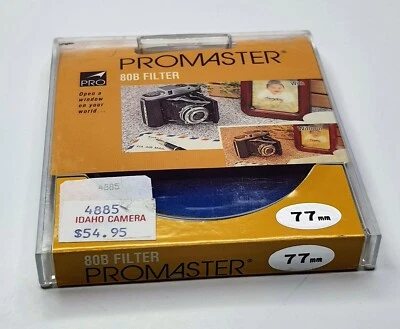 PROMASTER®
80B FILTER
PRO
Open a
window
on your
world...
4885
4885
IDAHO CAMERA
$54.95
77mm
80B FILTER
PROMASTER®
77mm